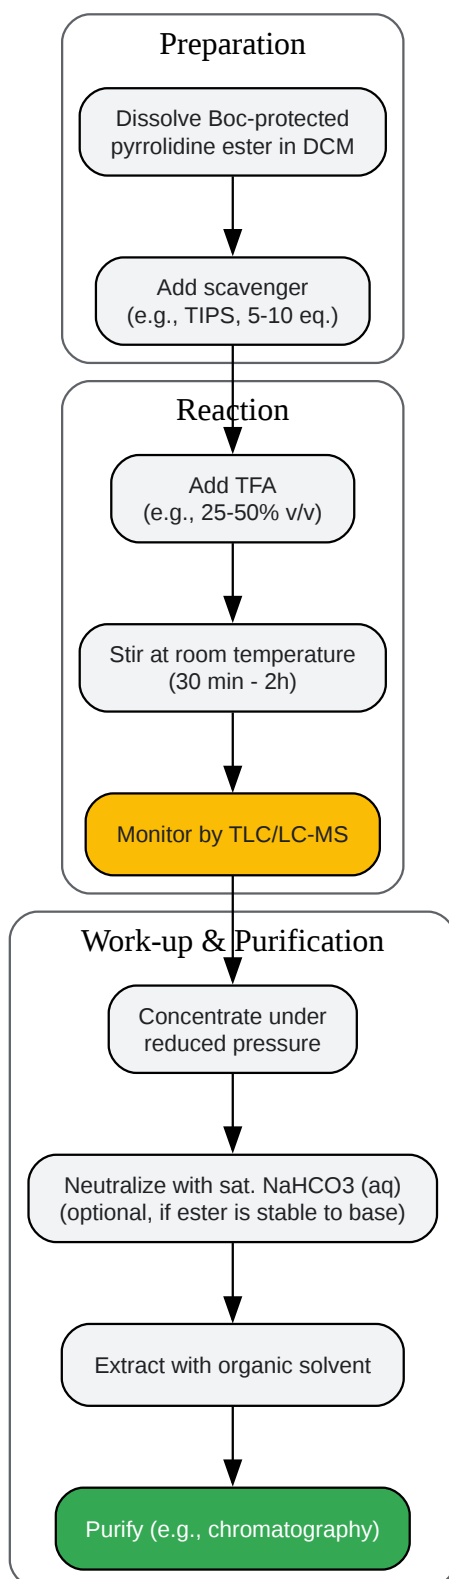 Preparation
Dissolve Boc-protected
pyrrolidine ester in DCM
Add scavenger
(e.g., TIPS, 5-10 eq.)
Reaction
Add TFA
(e.g., 25-50% v/v)
Stir at room temperature
(30 min - 2h)
Monitor by TLC/LC-MS
Work-up & Purification
Concentrate under
reduced pressure
Neutralize with sat. NaHCO3 (aq)
(optional, if ester is stable to base)
Extract with organic solvent
Purify (e.g., chromatography)